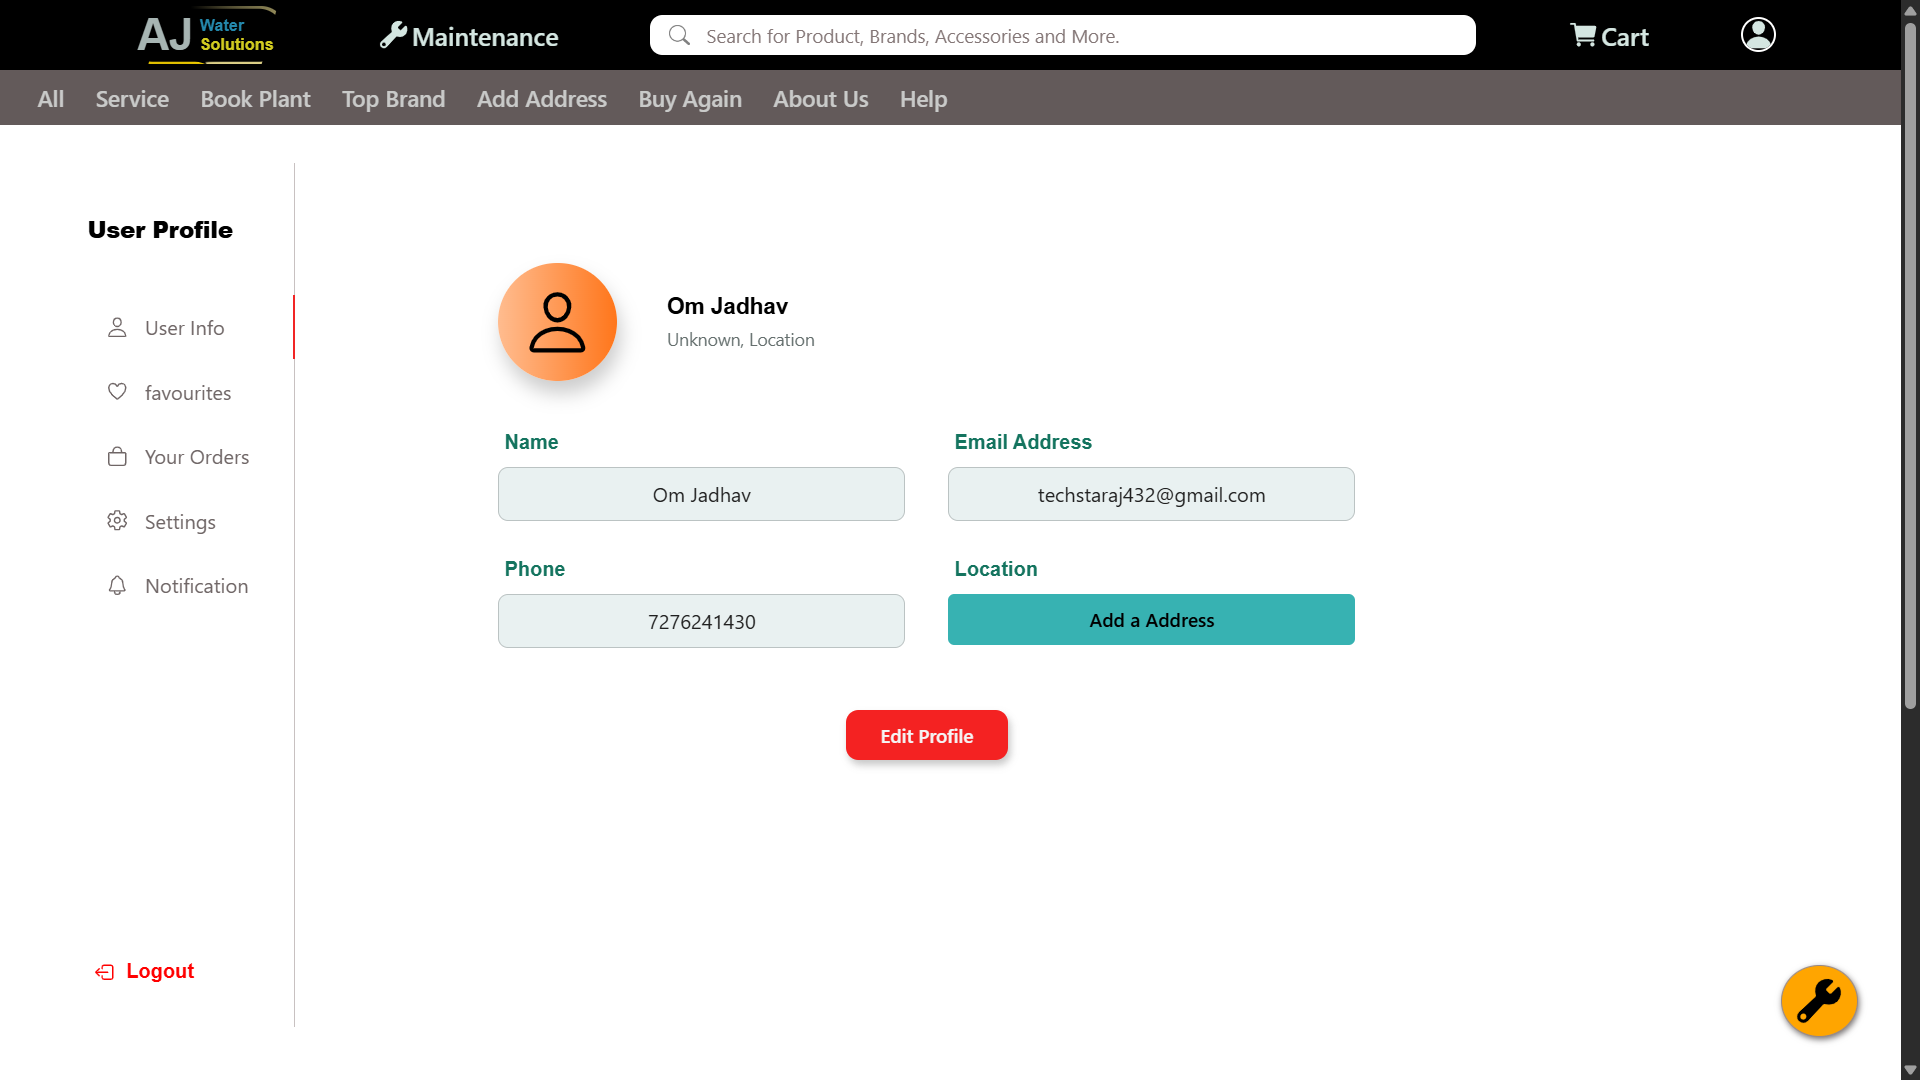 AJ Water Solutions
Maintenance
Search for Product, Brands, Accessories and More.
Cart
All Service Book Plant Top Brand Add Address Buy Again About Us Help
User Profile
User Info
favourites
Your Orders
Settings
Notification
Logout
Om Jadhav
Unknown, Location
Name
Om Jadhav
Email Address
techstaraj432@gmail.com
Phone
7276241430
Location
Add a Address
Edit Profile